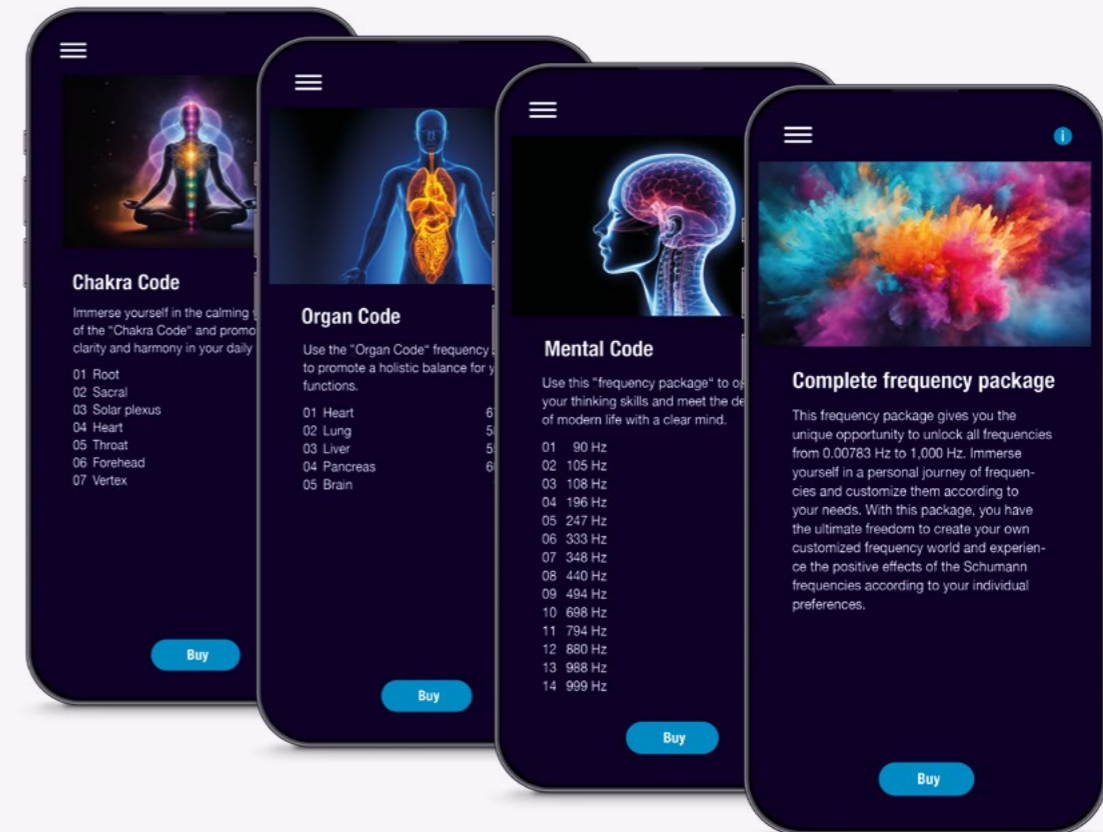 Chakra Code
Immerse yourself in the calming
of the "Chakra Code" and
clarity and harmony in your daily
01 Root
02 Sacral
03 Solar plexus
04 Heart
05 Throat
06 Forehead
07 Vertex
Buy
Organ Code
Use the "Organ Code" frequency
to promote a holistic balance for
functions.
01 Heart
02 Lung
03 Liver
04 Pancreas
05 Brain
Buy
Mental Code
Use this "frequency package" to
your thinking skills and meet the
of modern life with a clear mind.
01 90 Hz
02 105 Hz
03 108 Hz
04 196 Hz
05 247 Hz
06 333 Hz
07 348 Hz
08 440 Hz
09 494 Hz
10 698 Hz
11 794 Hz
12 880 Hz
13 988 Hz
14 999 Hz
Buy
i
Complete frequency package
This frequency package gives you the
unique opportunity to unlock all frequencies
from 0.00783 Hz to 1,000 Hz. Immerse
yourself in a personal journey of frequen-
cies and customize them according to
your needs. With this package, you have
the ultimate freedom to create your own
customized frequency world and experien-
ce the positive effects of the Schumann
frequencies according to your individual
preferences.
Buy